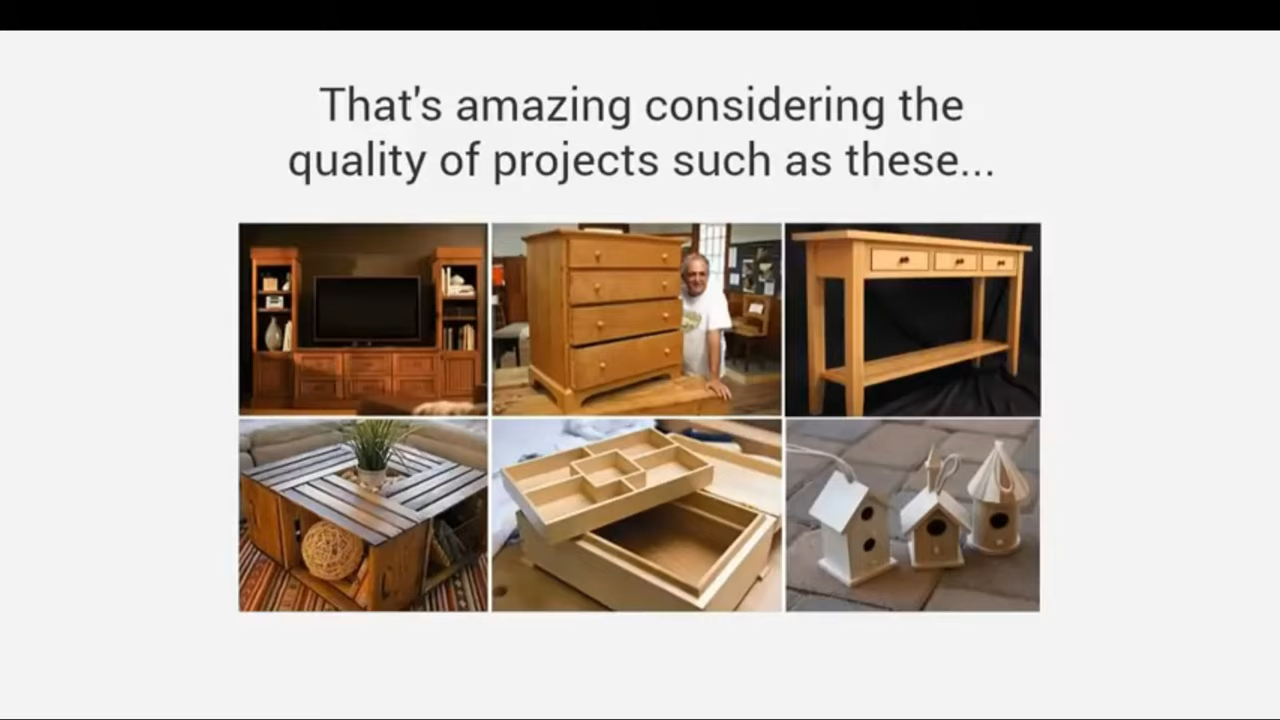 That's amazing considering the
quality of projects such as these...